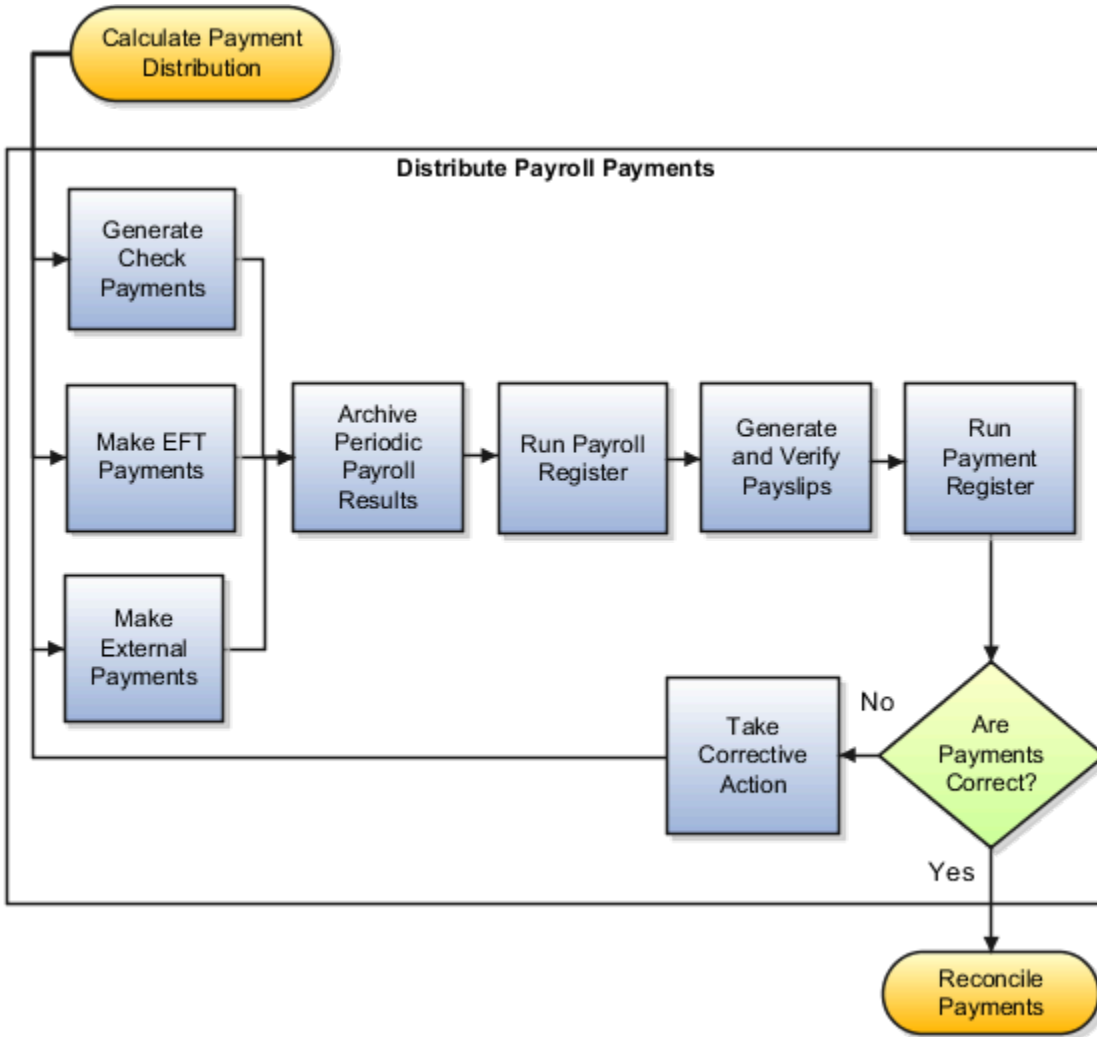 Calculate Payment
Distribution
Distribute Payroll Payments
Generate
Check
Payments
Make EFT
Payments
Make
External
Payments
Archive
Periodic
Payroll
Results
Run Payroll
Register
Generate
and Verify
Payslips
Run
Payment
Register
Are
Payments
Correct?
No
Take
Corrective
Action
Yes
Reconcile
Payments